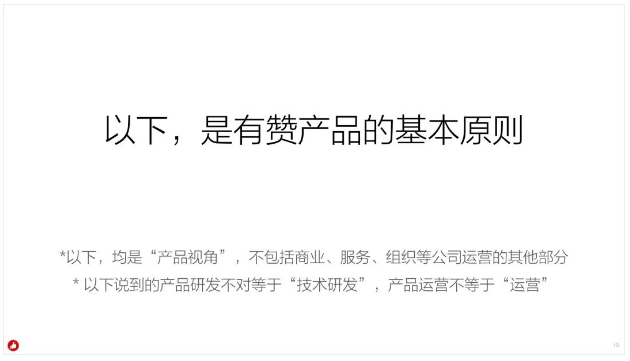 以下，是有赞产品的基本原则
*以下，均是“产品视角”，不包括商业、服务、组织等公司运营的其他部分
* 以下说到的产品研发不对等于“技术研发”，产品运营不等于“运营”